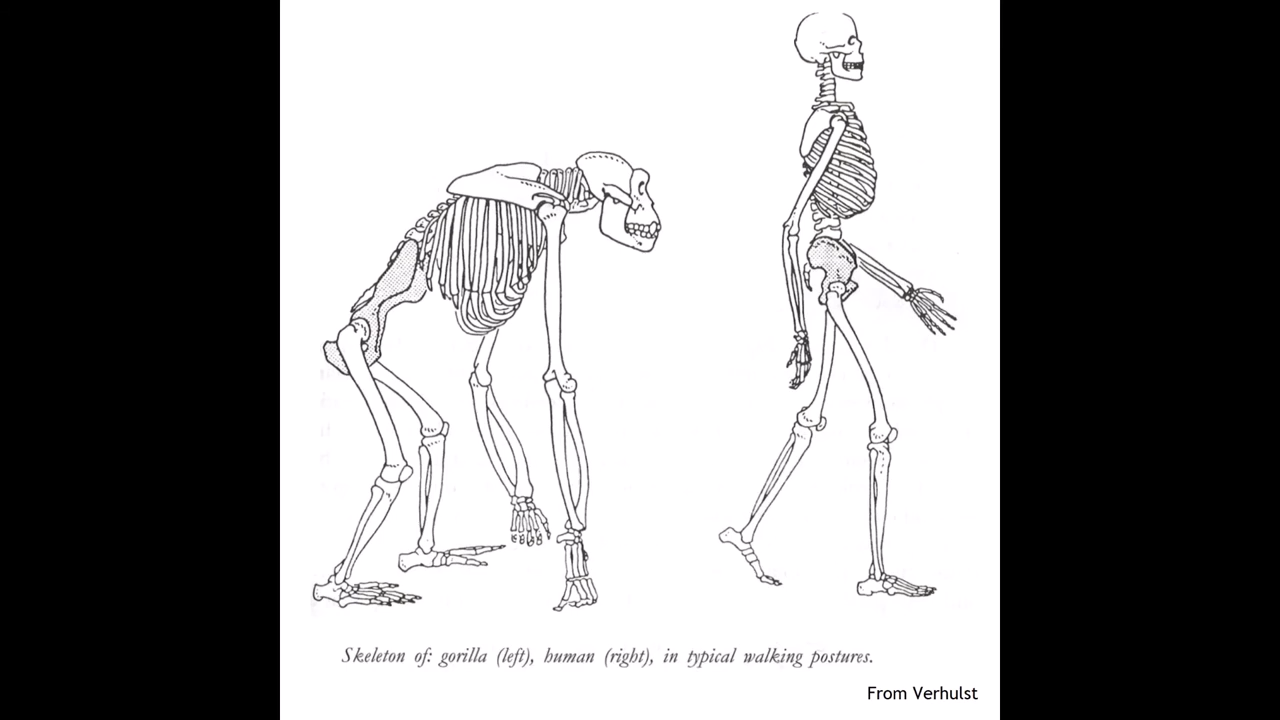 Skeleton of: gorilla (left), human (right), in typical walking postures.
From Verhulst